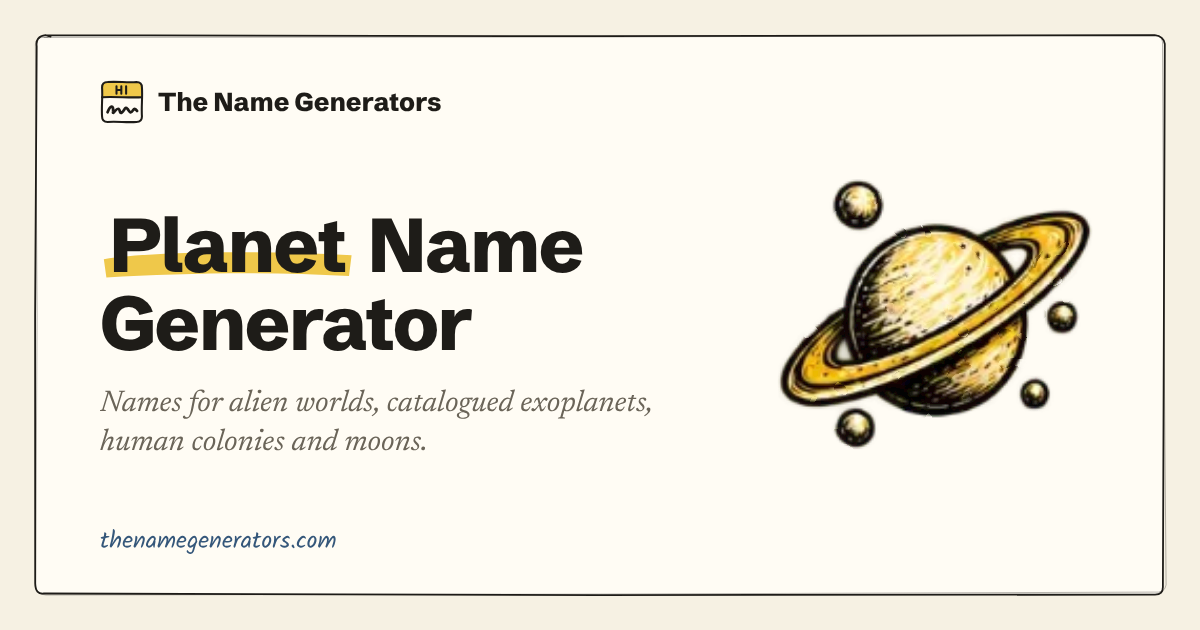 HI
The Name Generators
Planet Name
Generator
Names for alien worlds, catalogued exoplanets,
human colonies and moons.
thenamegenerators.com